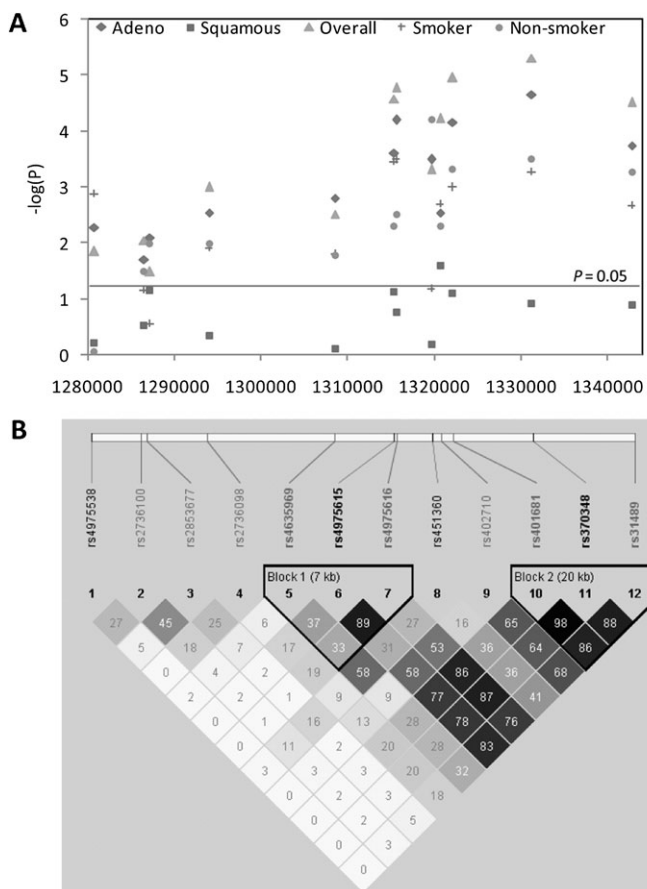 A
6
Adeno Squamous Overall Smoker Non-smoker
5
4
3
2
1
0
-log(P)
P = 0.05
1280000 1290000 1300000 1310000 1320000 1330000 1340000
B
rs4975538
rs2736100
rs2853677
rs2736098
rs4635969
rs4975615
rs4975616
rs451360
rs402710
rs401681
rs370348
rs31489
Block 1 (7 kb) Block 2 (20 kb)
1 2 3 4 5 6 7 8 9 10 11 12
27 45 25 6 37 89 27 16 65 98 88
5 18 7 17 33 31 53 36 64 86
0 4 2 19 58 58 86 36 68
2 2 1 9 9 77 87 41
0 1 16 13 28 78 76
0 11 2 20 28 83
3 3 3 20 32
0 2 3 18
0 2 5
0 3
0